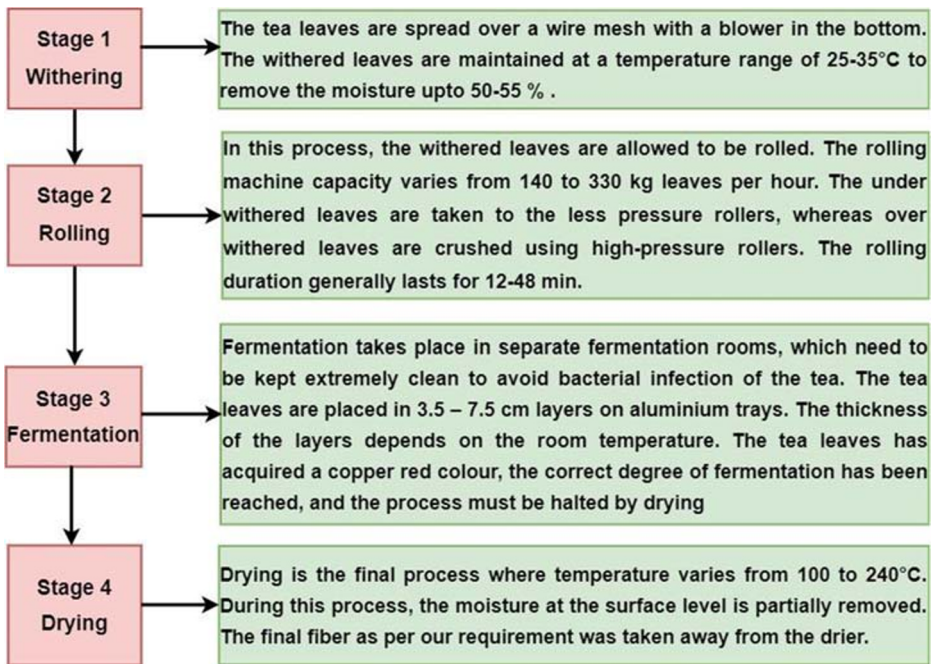 Stage 1
Withering
The tea leaves are spread over a wire mesh with a blower in the bottom.
The withered leaves are maintained at a temperature range of 25-35°C to
remove the moisture upto 50-55 % .
Stage 2
Rolling
In this process, the withered leaves are allowed to be rolled. The rolling
machine capacity varies from 140 to 330 kg leaves per hour. The under
withered leaves are taken to the less pressure rollers, whereas over
withered leaves are crushed using high-pressure rollers. The rolling
duration generally lasts for 12-48 min.
Stage 3
Fermentation
Fermentation takes place in separate fermentation rooms, which need to
be kept extremely clean to avoid bacterial infection of the tea. The tea
leaves are placed in 3.5 – 7.5 cm layers on aluminium trays. The thickness
of the layers depends on the room temperature. The tea leaves has
acquired a copper red colour, the correct degree of fermentation has been
reached, and the process must be halted by drying
Stage 4
Drying
Drying is the final process where temperature varies from 100 to 240°C.
During this process, the moisture at the surface level is partially removed.
The final fiber as per our requirement was taken away from the drier.